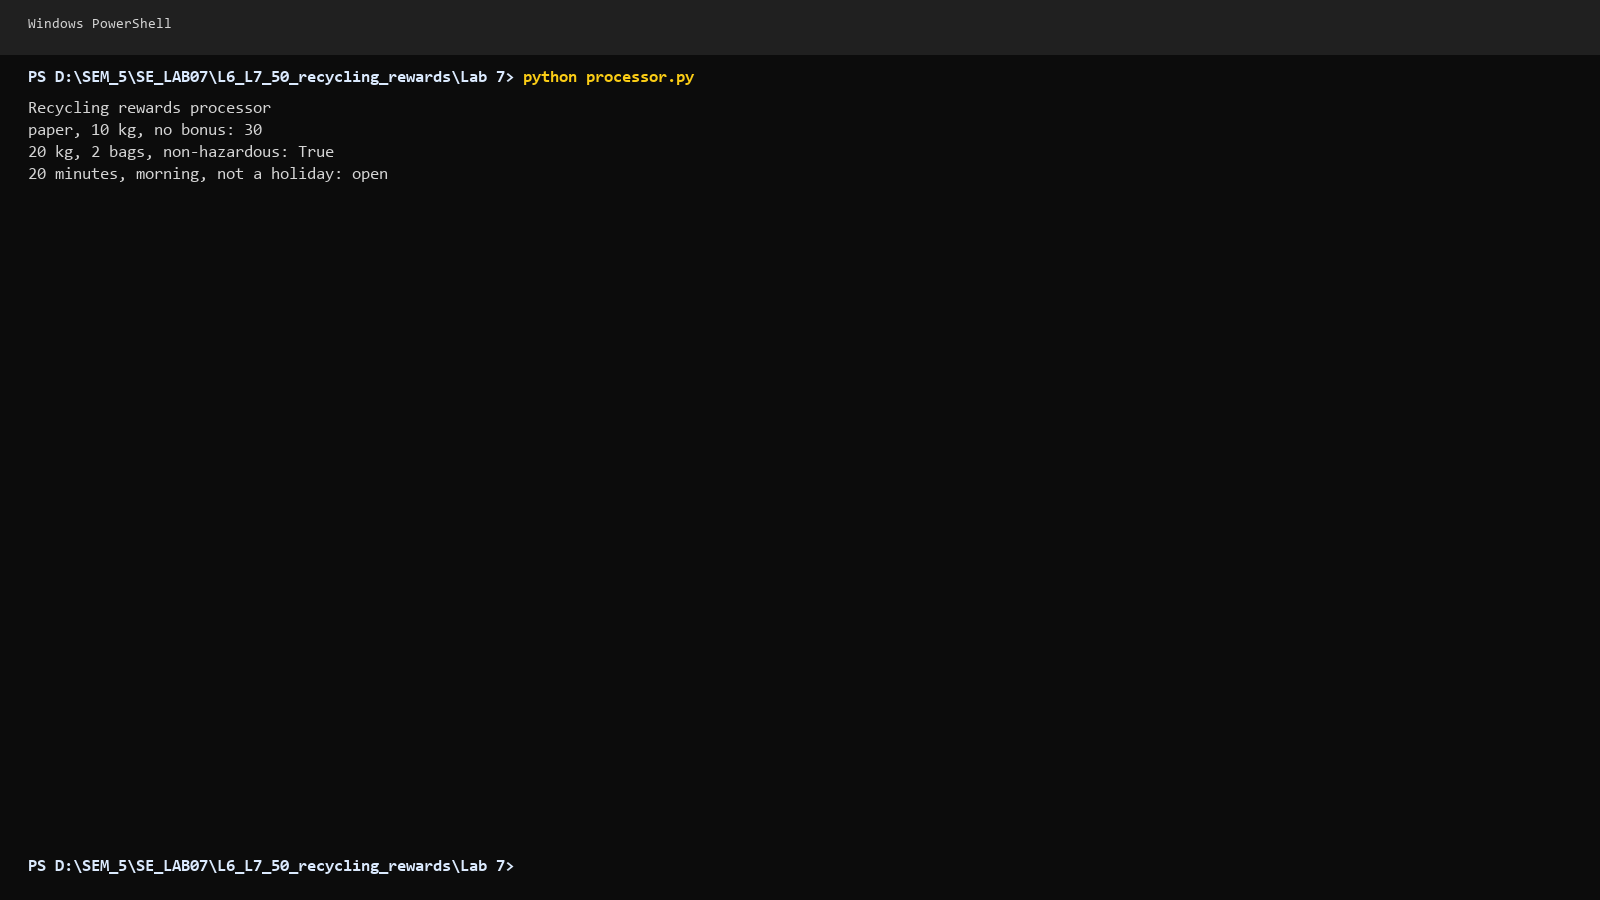 Windows PowerShell
PS D:\SEM_5\SE_LAB07\L6_L7_50_recycling_rewards\Lab 7> python processor.py
Recycling rewards processor
paper, 10 kg, no bonus: 30
20 kg, 2 bags, non-hazardous: True
20 minutes, morning, not a holiday: open
PS D:\SEM_5\SE_LAB07\L6_L7_50_recycling_rewards\Lab 7>